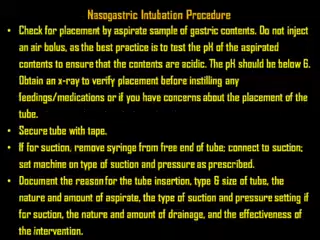 Nasogastric Intubation Procedure
• Check for placement by aspirate sample of gastric contents. Do not inject
an air bolus, as the best practice is to test the pH of the aspirated
contents to ensure that the contents are acidic. The pH should be below 6.
Obtain an x-ray to verify placement before instilling any
feedings/medications or if you have concerns about the placement of the
tube.
• Secure tube with tape.
• If for suction, remove syringe from free end of tube; connect to suction;
set machine on type of suction and pressure as prescribed.
• Document the reason for the tube insertion, type & size of tube, the
nature and amount of aspirate, the type of suction and pressure setting if
for suction, the nature and amount of drainage, and the effectiveness of
the intervention.